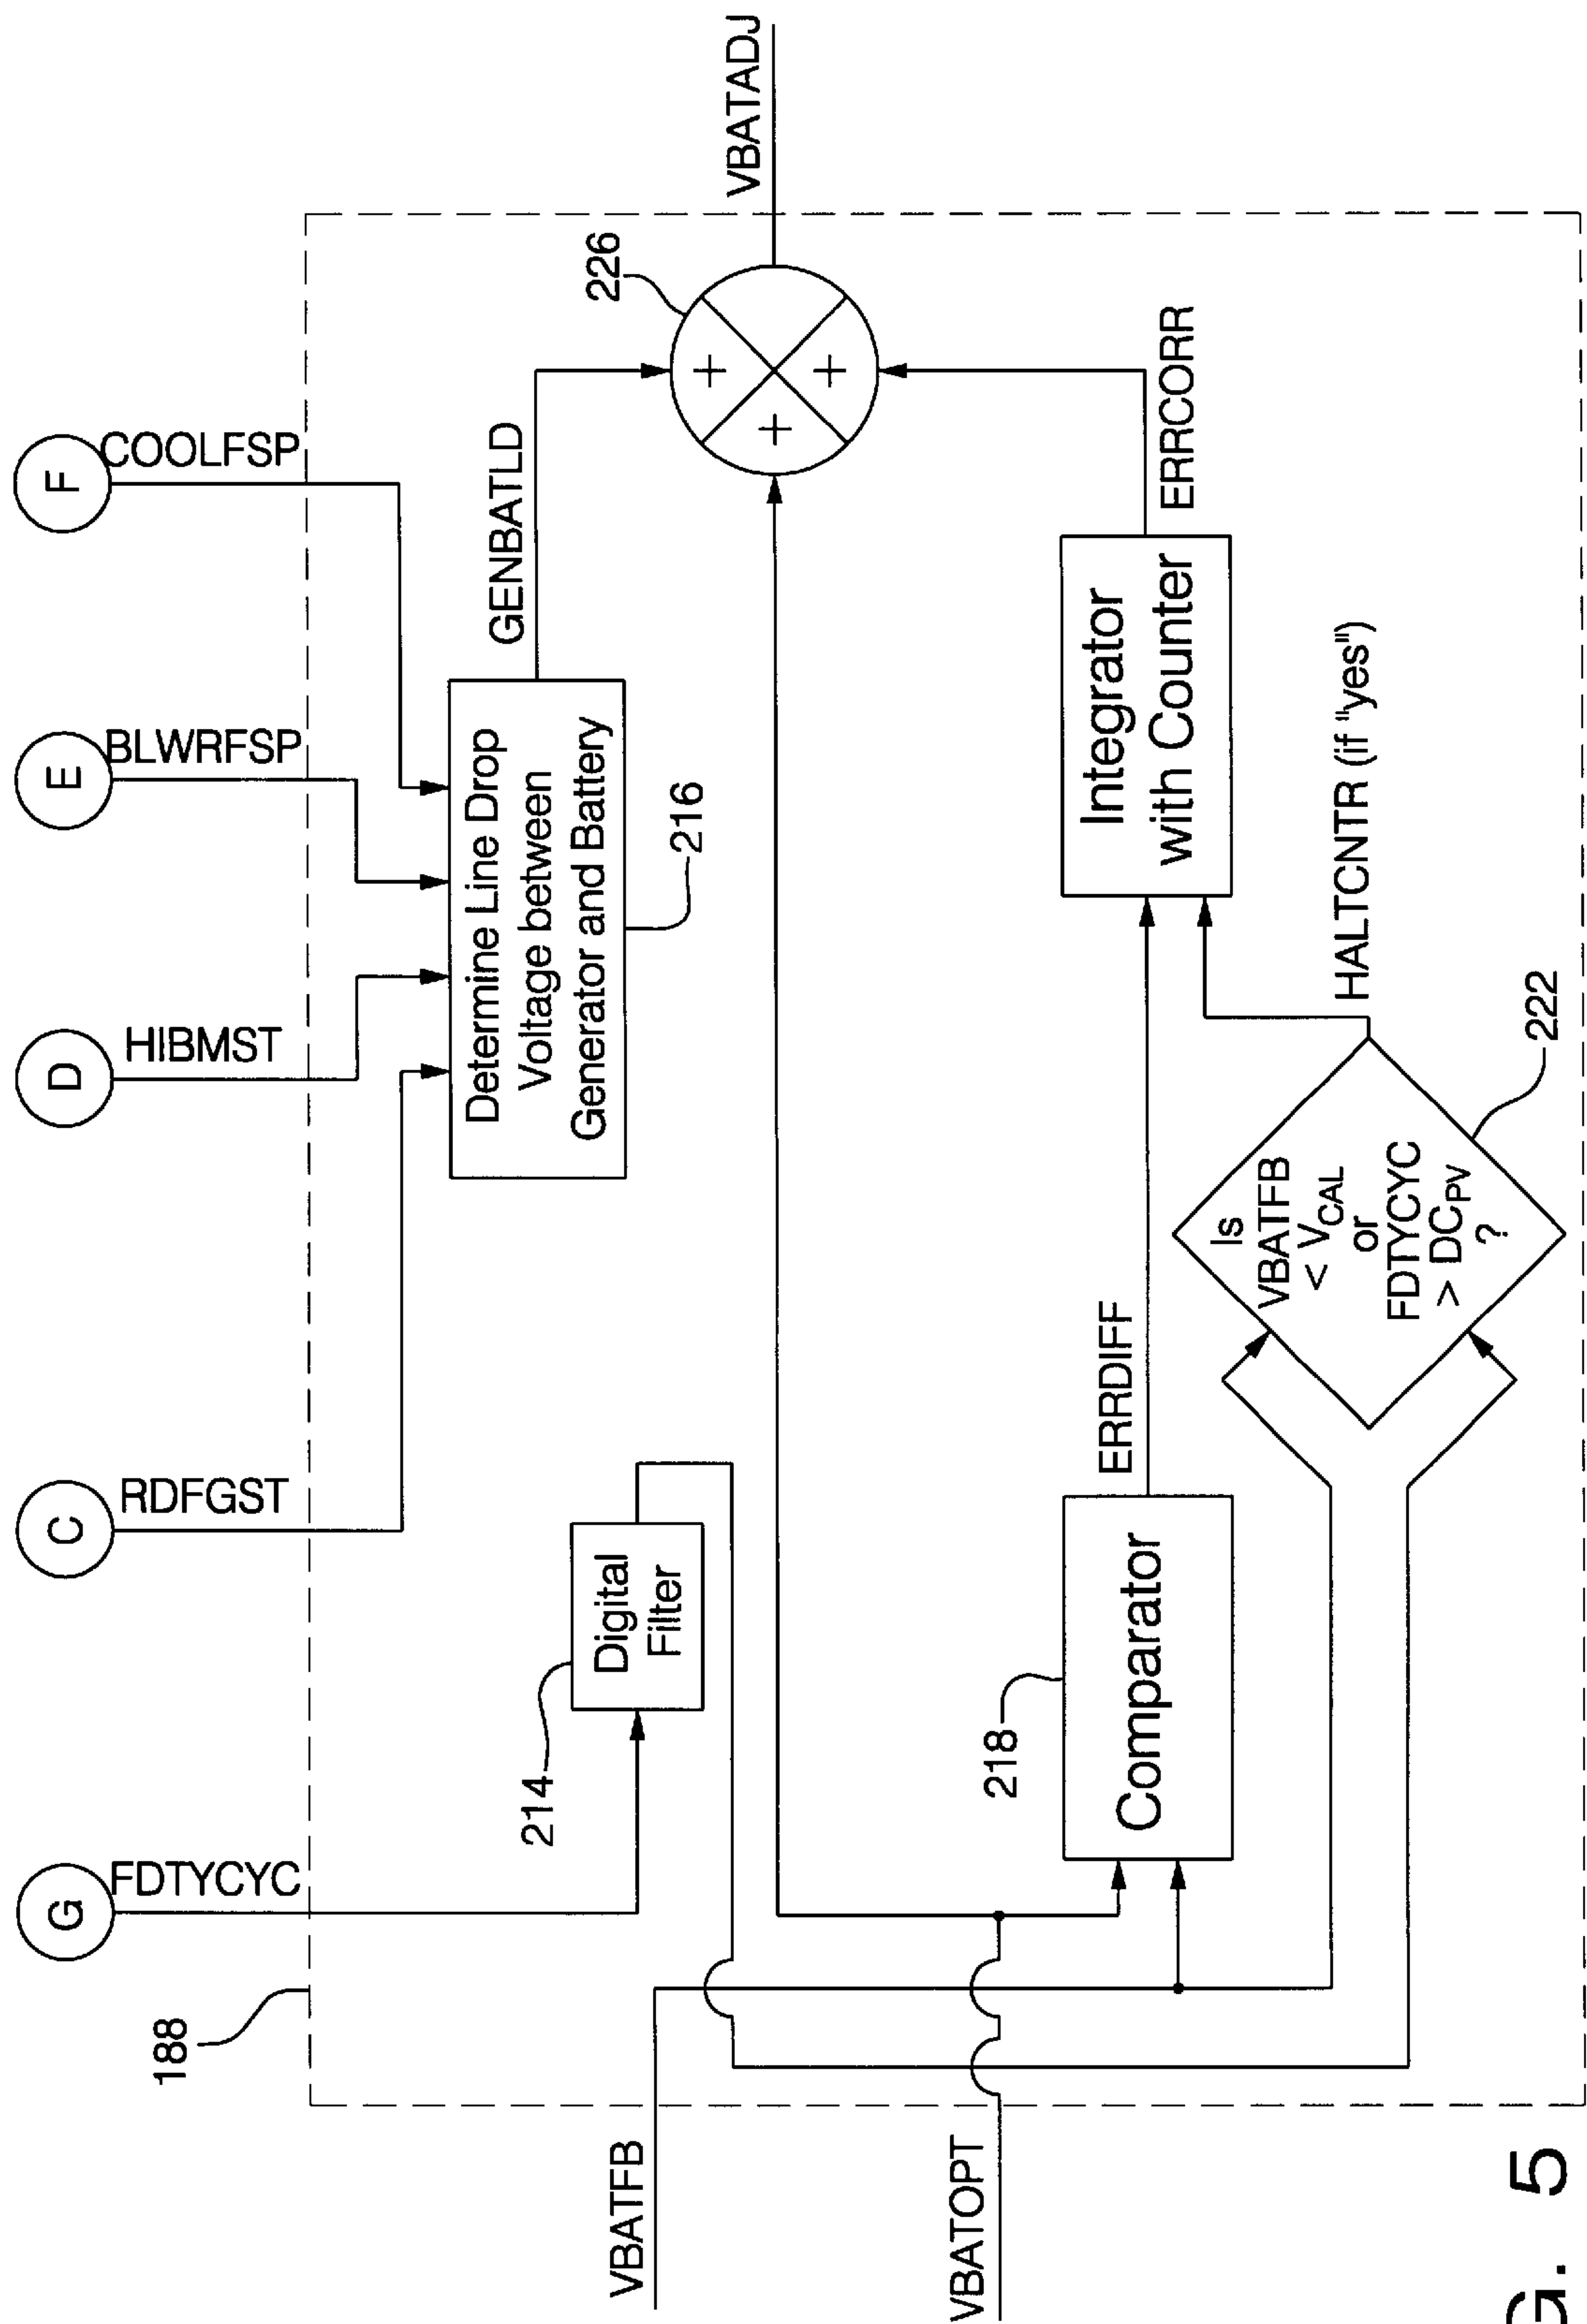 188
G
FDTYCYC
C
RDFGST
D
HIBMST
E
BLWRFSP
F
COOLFSP
214
Digital
Filter
Determine Line Drop
Voltage between
Generator and Battery
216
GENBATLD
226
+
+
+
VBATADJ
VBATFB
VBATOPT
218
Comparator
ERRDIFF
Integrator
with Counter
ERRCORR
Is
VBATFB
< VCAL
or
FDTYCYC
> DCPV
?
222
HALTCNTR (if "yes")
G. 5